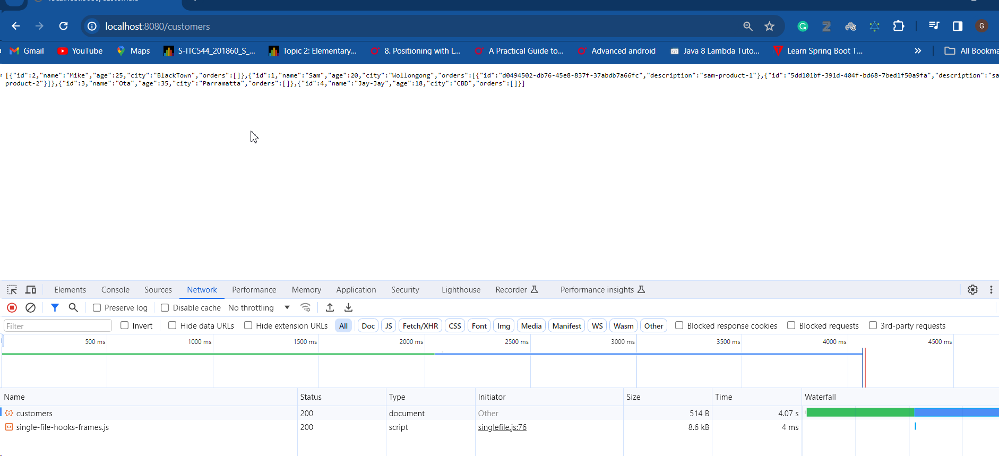 localhost:8080/customers
G
Gmail
YouTube
Maps
S-ITC544_201860_S_...
Topic 2: Elementary...
8. Positioning with L...
A Practical Guide to...
Advanced android
Java 8 Lambda Tuto...
Learn Spring Boot T...
All Bookma
[{"id":2,"name":"Mike","age":25,"city":"BlackTown","orders":[]},{"id":1,"name":"Sam","age":20,"city":"Wollongong","orders":[{"id":"d0494502-db76-45e8-837f-37abdb7a66fc","description":"sam-product-1"},{"id":"5dd101bf-391d-404f-bd68-7bed1f50a9fa","description":"sa
product-2"}]},{"id":3,"name":"Ota","age":35,"city":"Parramatta","orders":[]},{"id":4,"name":"Jay-Jay","age":18,"city":"CBD","orders":[]}]
Elements Console Sources Network Performance Memory Application Security Lighthouse Recorder Performance insights
Preserve log Disable cache No throttling
Filter Invert Hide data URLs Hide extension URLs All Doc JS Fetch/XHR CSS Font Img Media Manifest WS Wasm Other Blocked response cookies Blocked requests 3rd-party requests
500 ms 1000 ms 1500 ms 2000 ms 2500 ms 3000 ms 3500 ms 4000 ms 4500 ms
Name Status Type Initiator Size Time Waterfall
customers 200 document Other 514 B 4.07 s
single-file-hooks-frames.js 200 script singlefile.js:76 8.6 kB 4 ms